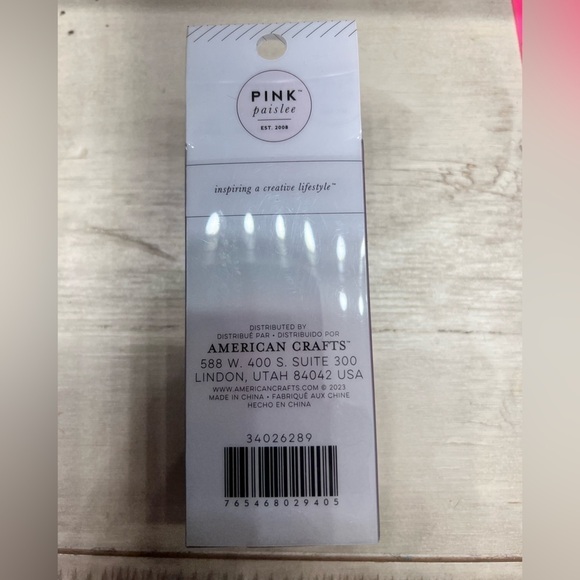 PINK™
paislee
EST. 2008
inspiring a creative lifestyle™
DISTRIBUTED BY
DISTRIBUÉ PAR • DISTRIBUIDO POR
AMERICAN CRAFTS™
588 W. 400 S. SUITE 300
LINDON, UTAH 84042 USA
WWW.AMERICANCRAFTS.COM © 2023
MADE IN CHINA • FABRIQUÉ AUX CHINE
HECHO EN CHINA
34026289
765468029405